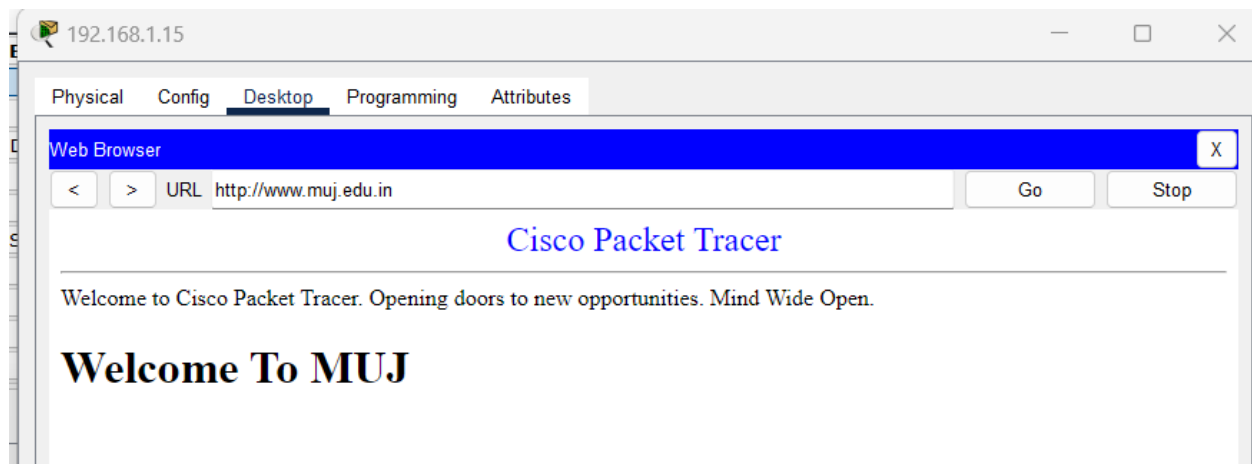 192.168.1.15
Physical Config Desktop Programming Attributes
Web Browser X
< > URL http://www.muj.edu.in Go Stop
Cisco Packet Tracer
Welcome to Cisco Packet Tracer. Opening doors to new opportunities. Mind Wide Open.
Welcome To MUJ